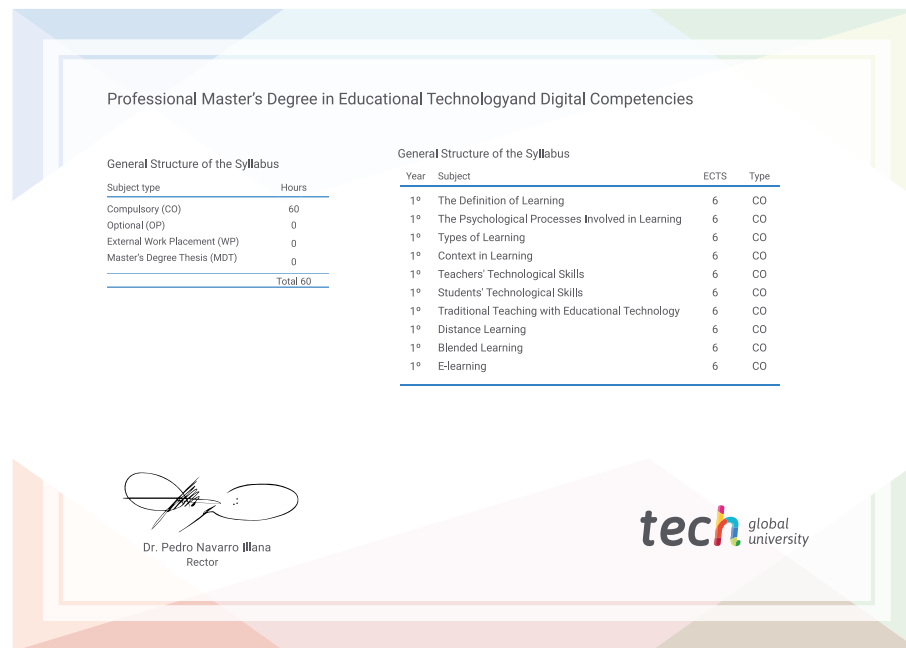 Professional Master's Degree in Educational Technologyand Digital Competencies
General Structure of the Syllabus
Subject type Hours
Compulsory (CO) 60
Optional (OP) 0
External Work Placement (WP) 0
Master's Degree Thesis (MDT) 0
Total 60
General Structure of the Syllabus
Year Subject ECTS Type
1º The Definition of Learning 6 CO
1º The Psychological Processes Involved in Learning 6 CO
1º Types of Learning 6 CO
1º Context in Learning 6 CO
1º Teachers' Technological Skills 6 CO
1º Students' Technological Skills 6 CO
1º Traditional Teaching with Educational Technology 6 CO
1º Distance Learning 6 CO
1º Blended Learning 6 CO
1º E-learning 6 CO
Dr. Pedro Navarro Illana
Rector
tech global university